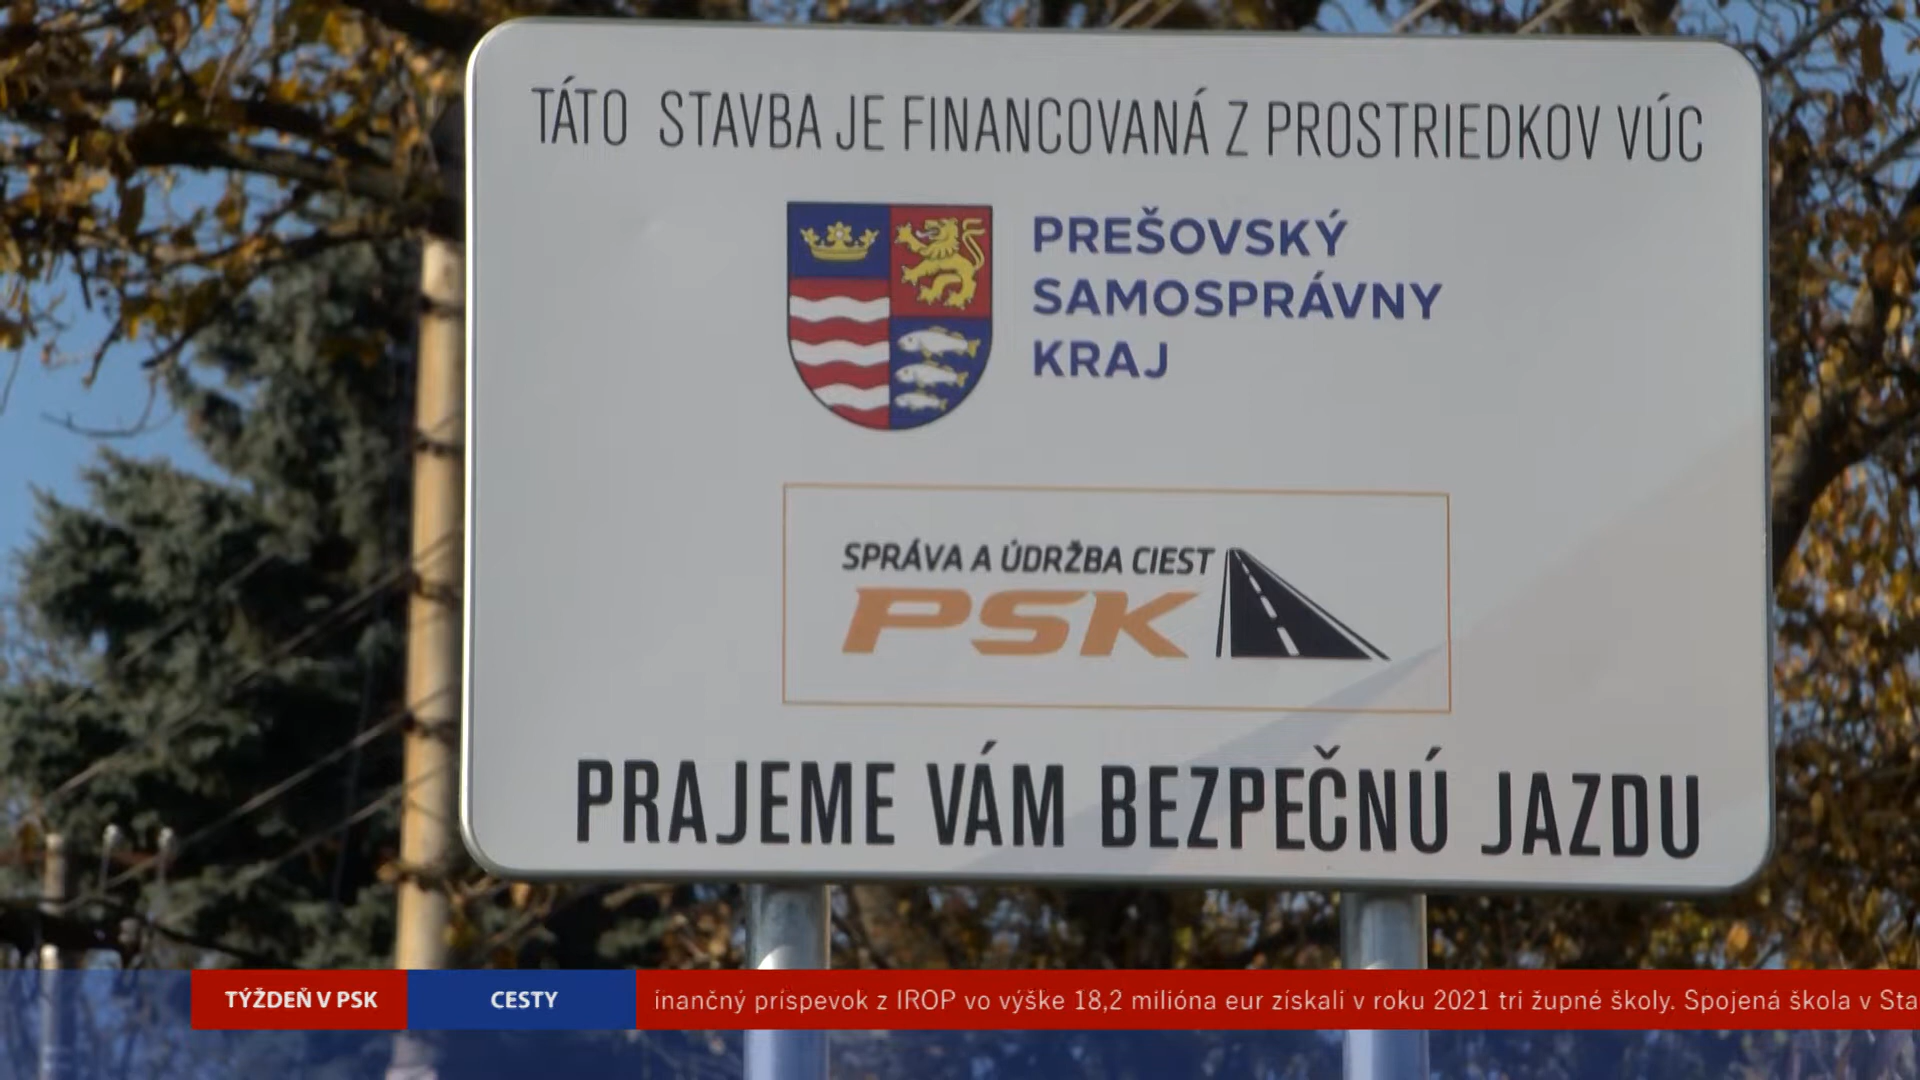 TÁTO STAVBA JE FINANCOVANÁ Z PROSTRIEDKOV VÚC
PREŠOVSKÝ
SAMOSPRÁVNY
KRAJ
SPRÁVA A ÚDRŽBA CIEST
PSK
PRAJEME VÁM BEZPEČNÚ JAZDU
TÝŽDEŇ V PSK
CESTY
ínančný príspevok z IROP vo výške 18,2 milióna eur získali v roku 2021 tri župné školy. Spojená škola v Sta